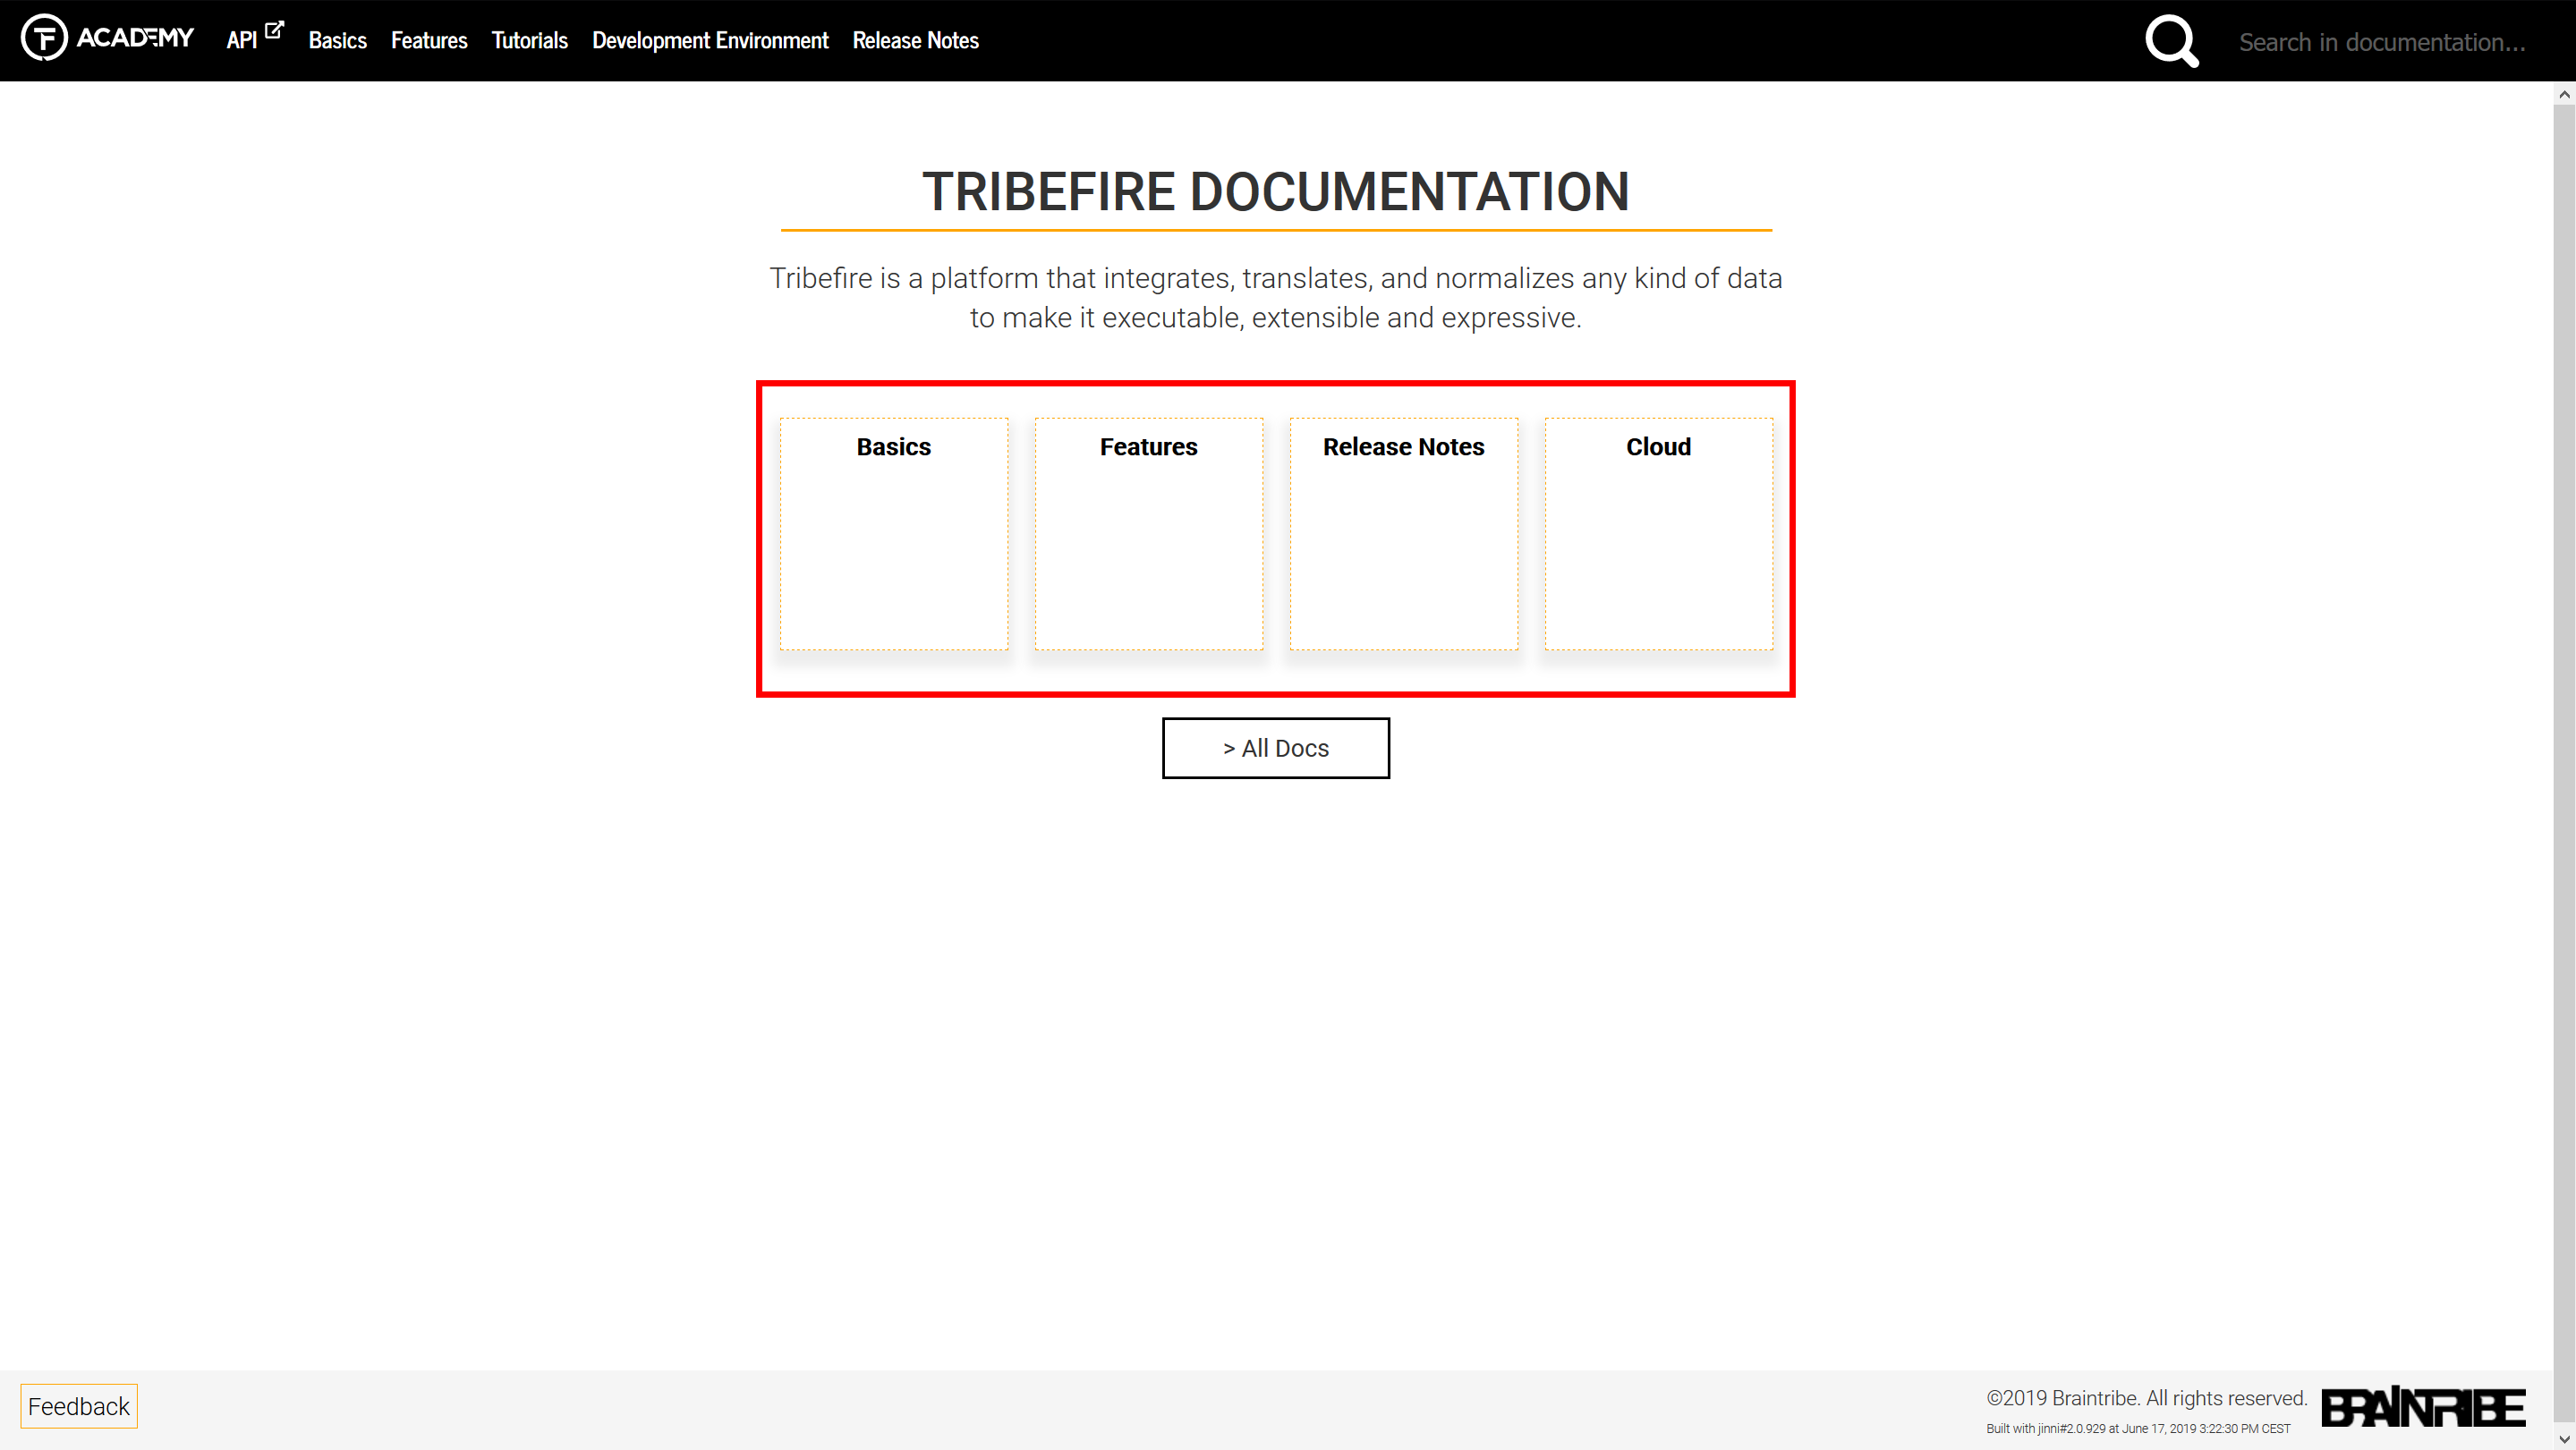 TF ACADEMY API Basics Features Tutorials Development Environment Release Notes Search in documentation...
TRIBEFIRE DOCUMENTATION
Tribefire is a platform that integrates, translates, and normalizes any kind of data
to make it executable, extensible and expressive.
Basics Features Release Notes Cloud
> All Docs
Feedback
©2019 Braintribe. All rights reserved.
Built with jinni#2.0.929 at June 17, 2019 3:22:30 PM CEST
BRAINTRIBE